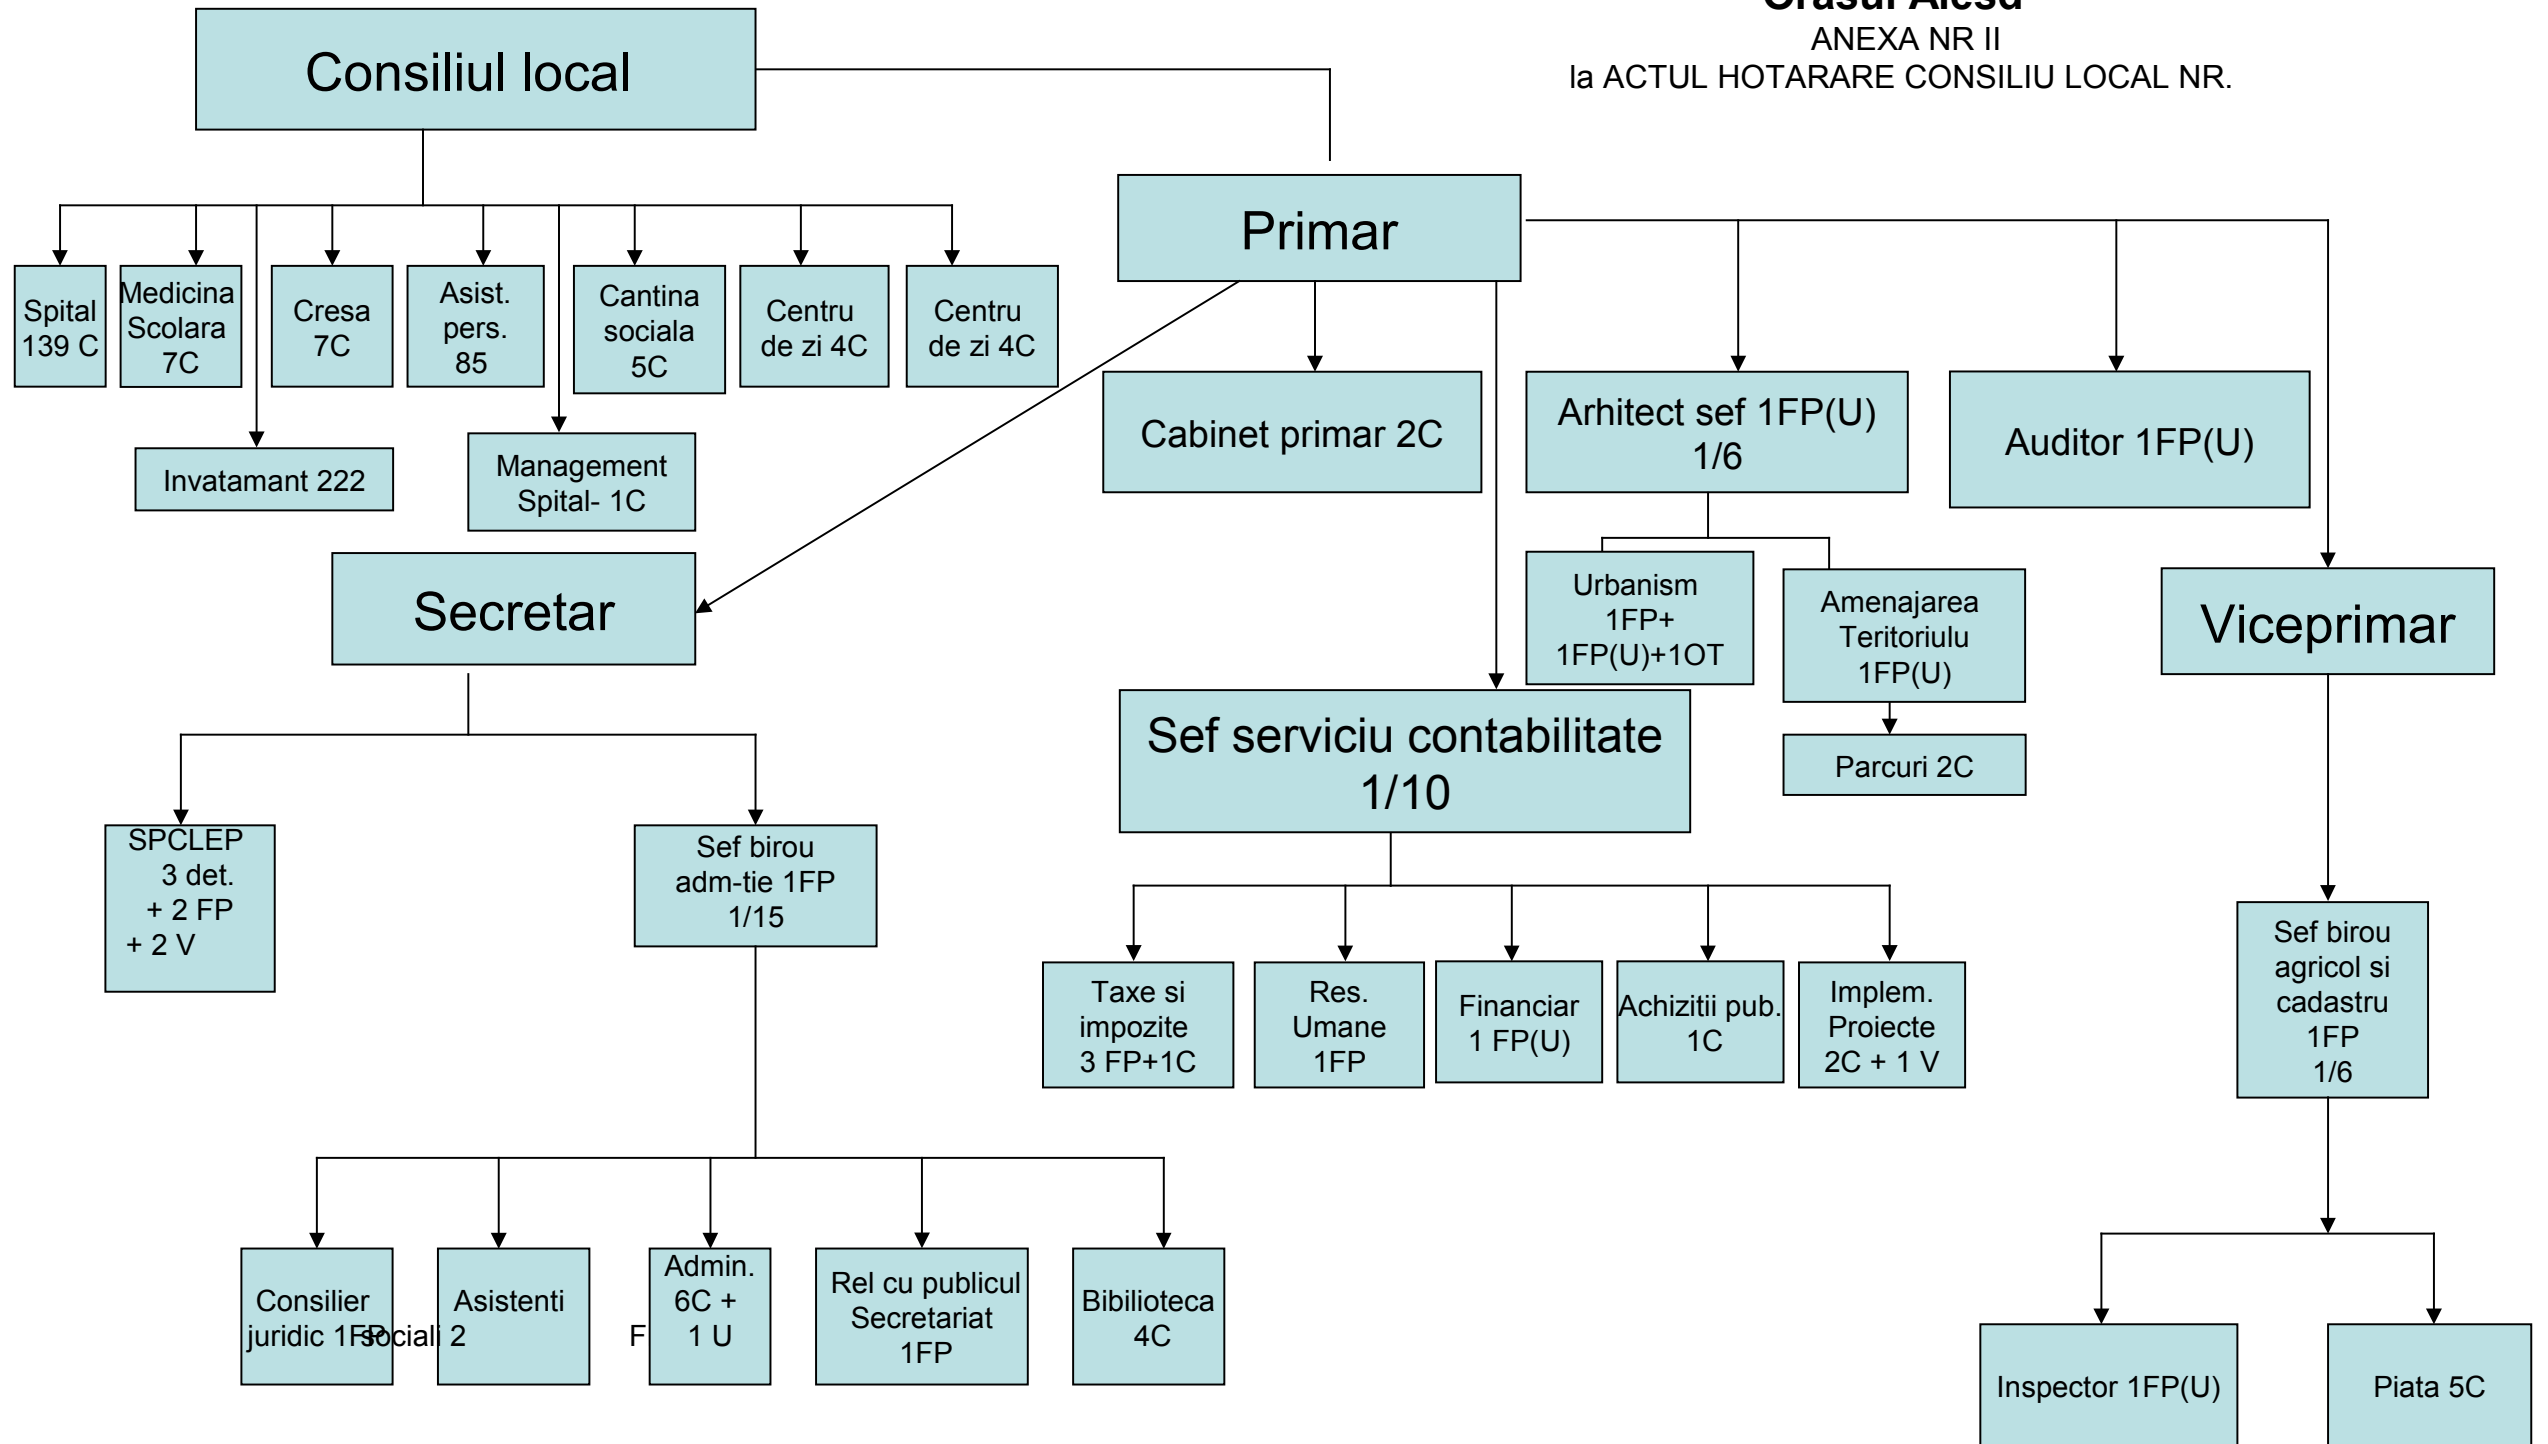 Orasul Alesd
ANEXA NR II
la ACTUL HOTARARE CONSILIU LOCAL NR.
Consiliul local
Primar
Spital
139 C
Medicina
Scolara
7C
Cresa
7C
Asist.
pers.
85
Cantina
sociala
5C
Centru
de zi 4C
Centru
de zi 4C
Invatamant 222
Management
Spital- 1C
Cabinet primar 2C
Arhitect sef 1FP(U)
1/6
Auditor 1FP(U)
Secretar
Urbanism
1FP+
1FP(U)+1OT
Amenajarea
Teritoriulu
1FP(U)
Parcuri 2C
Viceprimar
Sef serviciu contabilitate
1/10
SPCLEP
3 det.
+ 2 FP
+ 2 V
Sef birou
adm-tie 1FP
1/15
Taxe si
impozite
3 FP+1C
Res.
Umane
1FP
Financiar
1 FP(U)
Achizitii pub.
1C
Implem.
Proiecte
2C + 1 V
Sef birou
agricol si
cadastru
1FP
1/6
Consilier
juridic 1FP
Asistenti
sociali 2 F
Admin.
6C +
1 U
Rel cu publicul
Secretariat
1FP
Bibilioteca
4C
Inspector 1FP(U)
Piata 5C